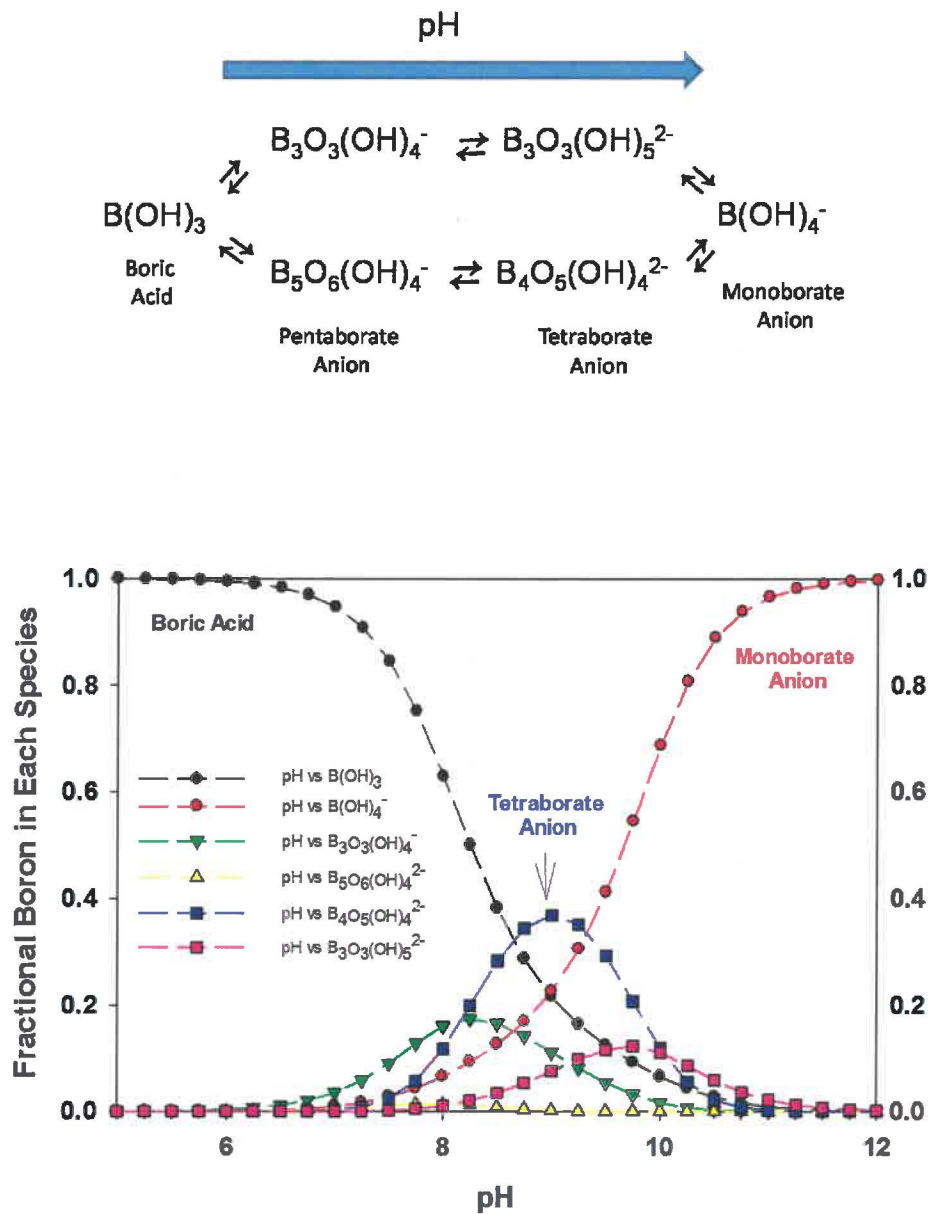 pH
B₃O₃(OH)₄⁻ ⇌ B₃O₃(OH)₅²⁻
B(OH)₃ B(OH)₄⁻
Boric
Acid
B₅O₆(OH)₄⁻ ⇌ B₄O₅(OH)₄²⁻
Monoborate
Anion
Pentaborate
Anion
Tetraborate
Anion
Fractional Boron in Each Species
1.0
0.8
0.6
0.4
0.2
0.0
Boric Acid
Monoborate
Anion
Tetraborate
Anion
pH vs B(OH)₃
pH vs B(OH)₄⁻
pH vs B₃O₃(OH)₄⁻
pH vs B₅O₆(OH)₄²⁻
pH vs B₄O₅(OH)₄²⁻
pH vs B₃O₃(OH)₅²⁻
1.0
0.8
0.6
0.4
0.2
0.0
6 8 10 12
pH